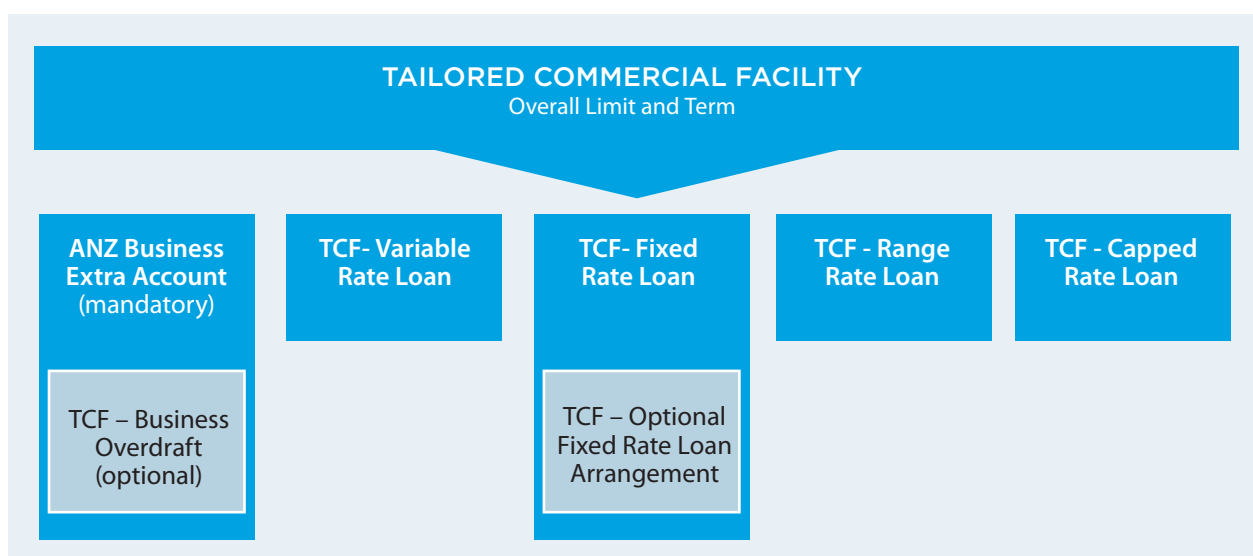 TAILORED COMMERCIAL FACILITY
Overall Limit and Term
ANZ Business
Extra Account
(mandatory)
TCF – Business
Overdraft
(optional)
TCF- Variable
Rate Loan
TCF- Fixed
Rate Loan
TCF – Optional
Fixed Rate Loan
Arrangement
TCF - Range
Rate Loan
TCF - Capped
Rate Loan